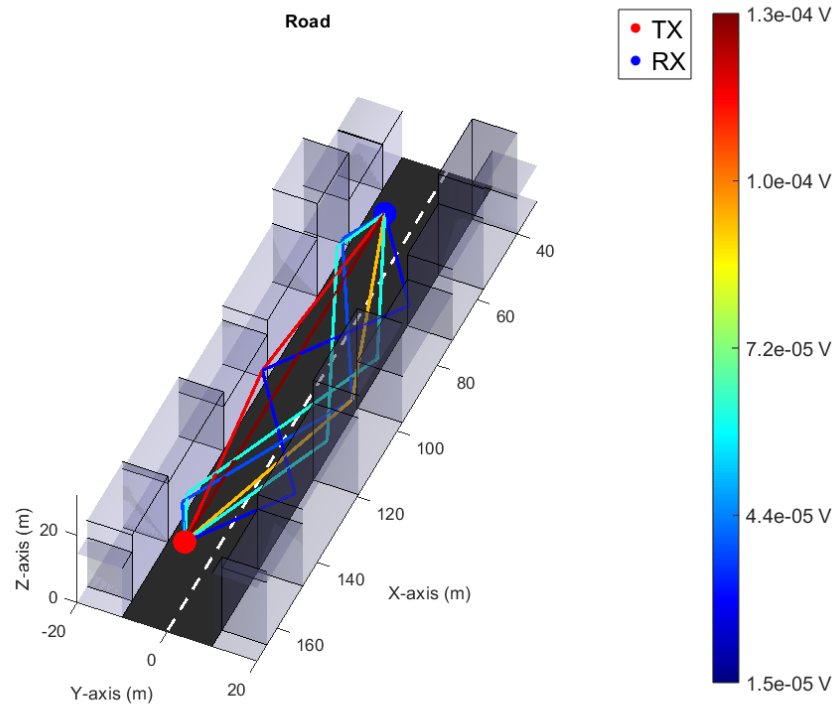 Road
TX
RX
1.3e-04 V
1.0e-04 V
7.2e-05 V
4.4e-05 V
1.5e-05 V
40
60
80
100
120
140
160
X-axis (m)
20
0
Z-axis (m)
-20
0
20
Y-axis (m)